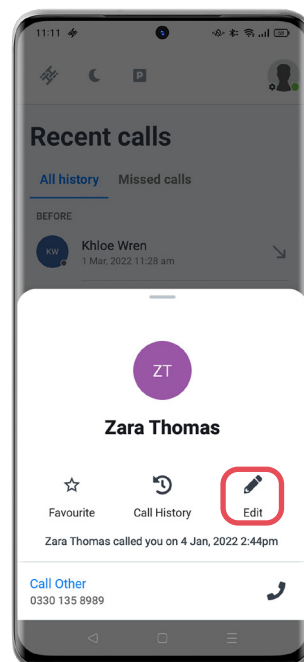 11:11
P
Recent calls
All history Missed calls
BEFORE
KW
Khloe Wren
1 Mar, 2022 11:28 am
ZT
Zara Thomas
Favourite Call History Edit
Zara Thomas called you on 4 Jan, 2022 2:44pm
Call Other
0330 135 8989